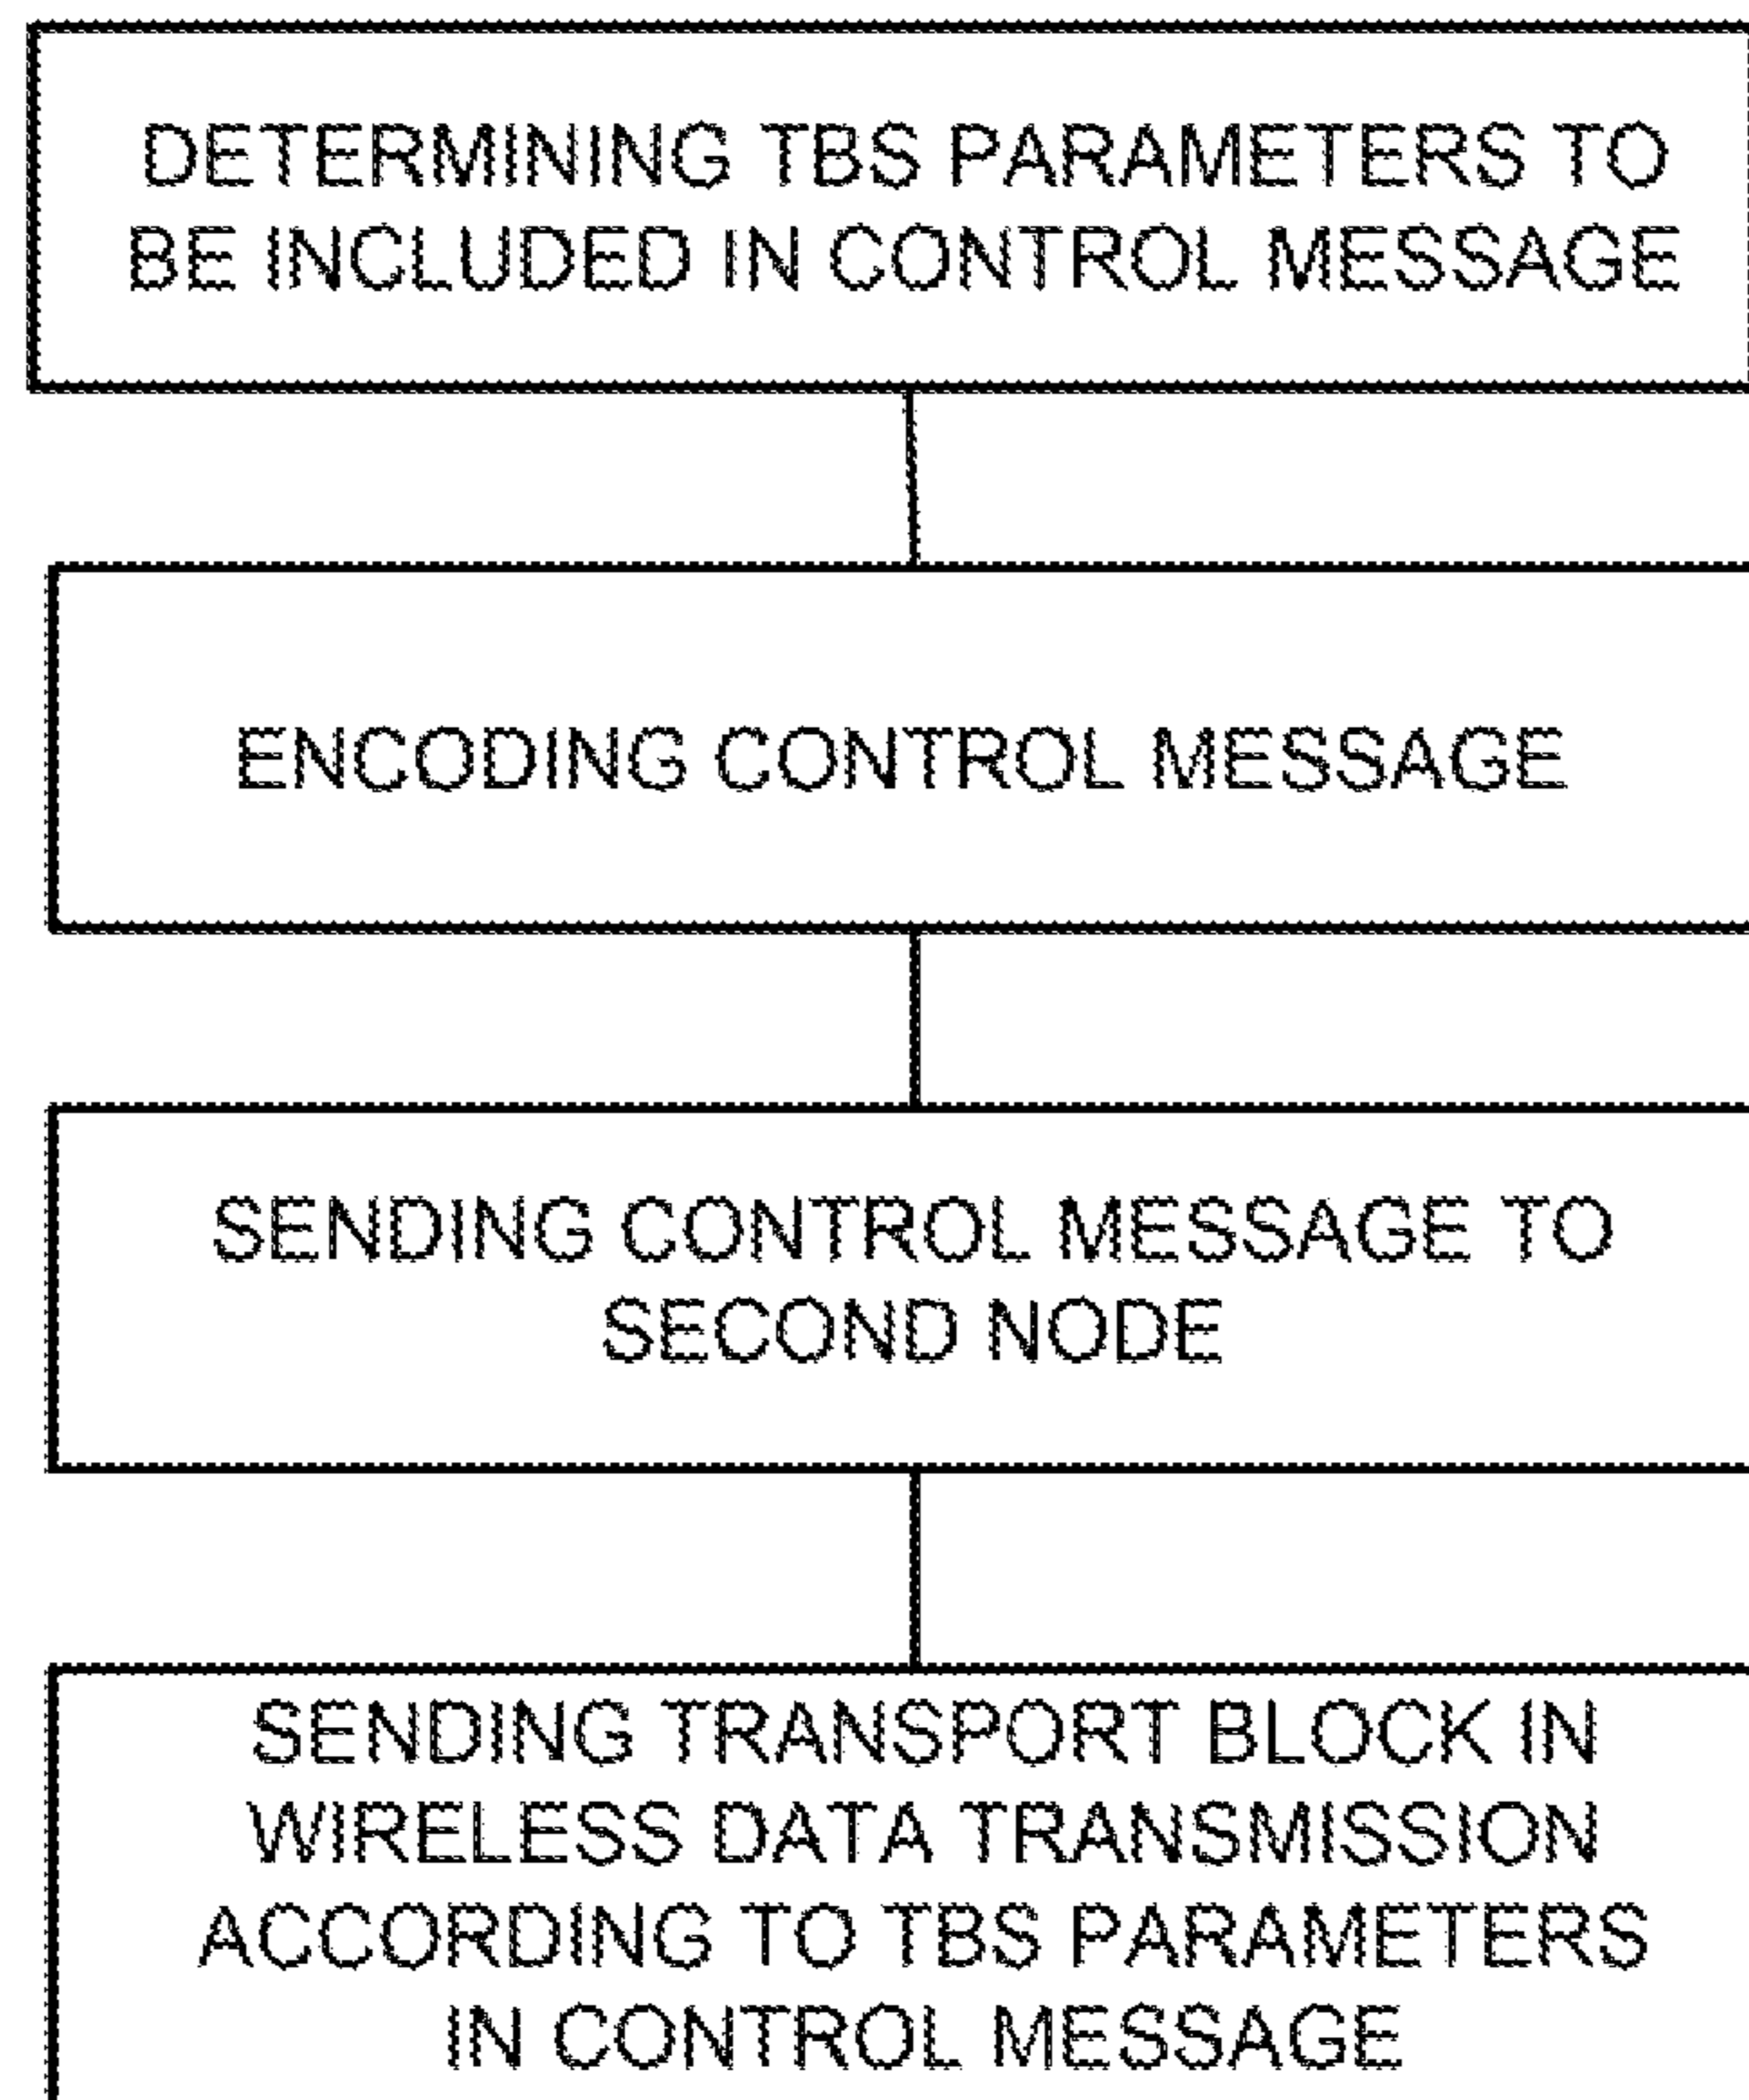 DETERMINING TBS PARAMETERS TO
BE INCLUDED IN CONTROL MESSAGE
ENCODING CONTROL MESSAGE
SENDING CONTROL MESSAGE TO
SECOND NODE
SENDING TRANSPORT BLOCK IN
WIRELESS DATA TRANSMISSION
ACCORDING TO TBS PARAMETERS
IN CONTROL MESSAGE